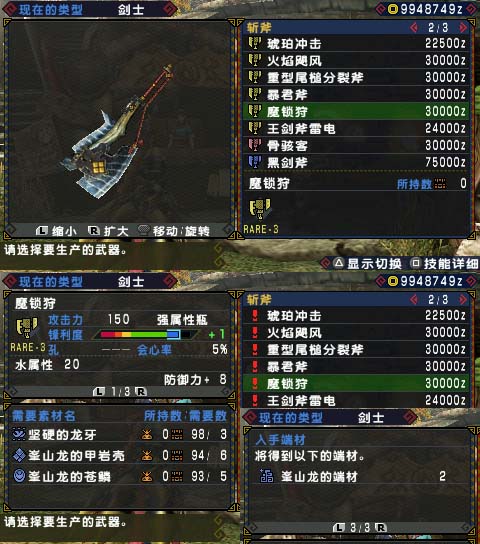 现在的类型 剑士 9948749z
斩斧 2/3
琥珀冲击 22500z
火焰飓风 30000z
重型尾槌分裂斧 30000z
暴君斧 30000z
魔锁狩 30000z
王剑斧雷电 24000z
骨骇客 30000z
黑剑斧 75000z
魔锁狩 所持数 0
RARE-3
L 缩小 R 扩大 移动/旋转
请选择要生产的武器。
△显示切换 □技能详细
现在的类型 剑士 9948749z
魔锁狩
攻击力 150 强属性瓶
锋利度 +1
RARE-3
孔 --- 会心率 5%
水属性 20
防御力+ 8
L 1/3 R
斩斧 2/3
琥珀冲击 22500z
火焰飓风 30000z
重型尾槌分裂斧 30000z
暴君斧 30000z
魔锁狩 30000z
王剑斧雷电 24000z
需要素材名 所持数/需要数
坚硬的龙牙 0 98/ 3
峯山龙的甲岩壳 0 94/ 6
峯山龙的苍鳞 0 93/ 5
请选择要生产的武器。
现在的类型 剑士
入手端材
将得到以下的端材。
峯山龙的端材 2
L 3/3 R